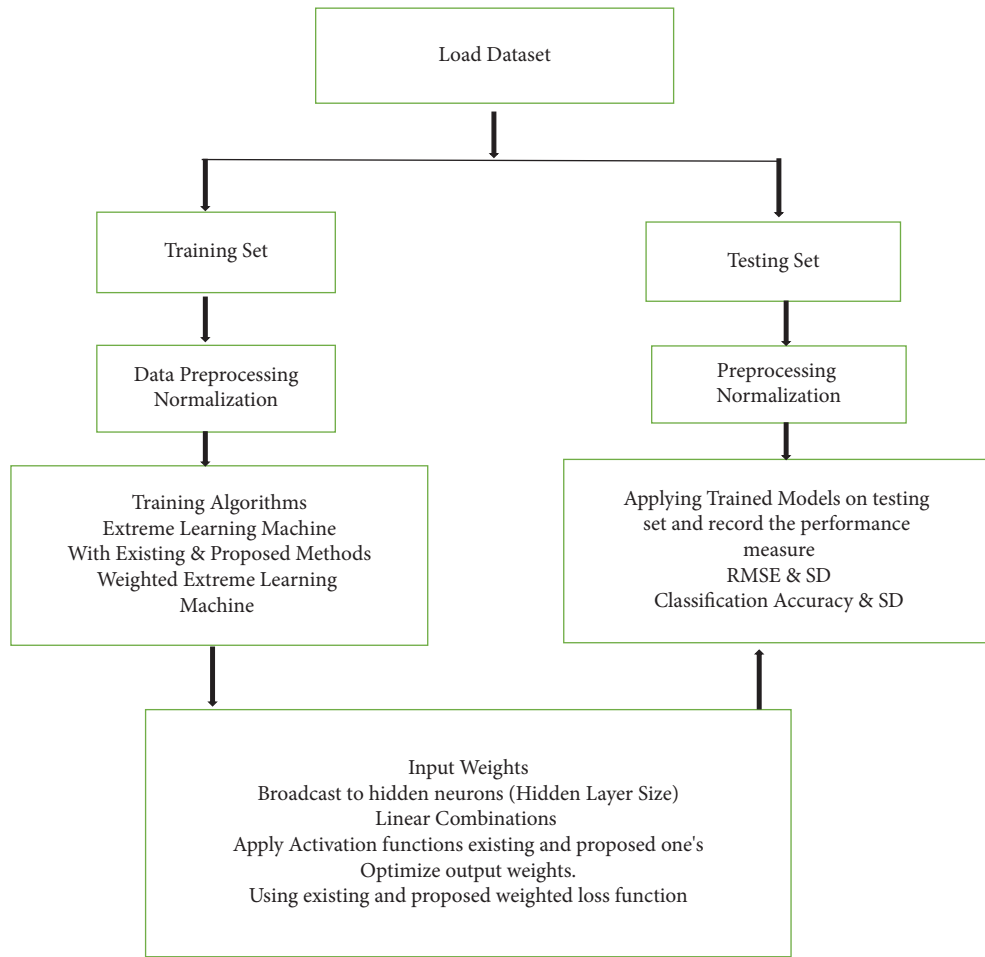 Load Dataset
Training Set
Testing Set
Data Preprocessing
Normalization
Preprocessing
Normalization
Training Algorithms
Extreme Learning Machine
With Existing & Proposed Methods
Weighted Extreme Learning
Machine
Applying Trained Models on testing
set and record the performance
measure
RMSE & SD
Classification Accuracy & SD
Input Weights
Broadcast to hidden neurons (Hidden Layer Size)
Linear Combinations
Apply Activation functions existing and proposed one's
Optimize output weights.
Using existing and proposed weighted loss function